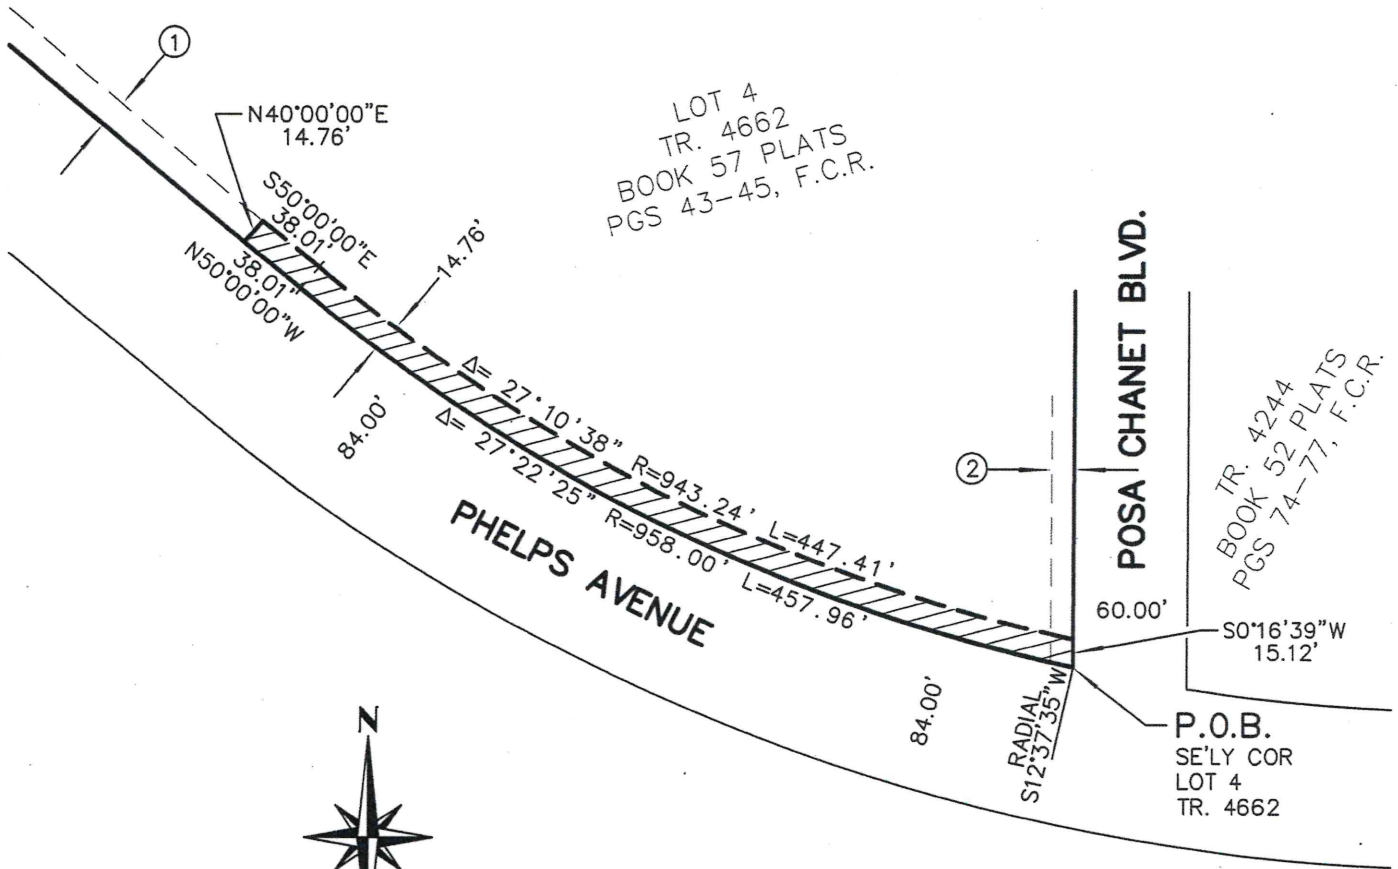 1
N40°00'00"E
14.76'
LOT 4
TR. 4662
BOOK 57 PLATS
PGS 43-45, F.C.R.
S50°00'00"E
38.01'
38.01"
N50°00'00"W
14.76'
84.00'
Δ= 27°10'38" R=943.24' L=447.41'
Δ= 27°22'25" R=958.00' L=457.96'
PHELPS AVENUE
2
POSA CHANET BLVD.
TR. 4244
BOOK 52 PLATS
PGS 74-77, F.C.R.
60.00'
S0°16'39"W
15.12'
84.00'
RADIAL
S12°37'35"W
P.O.B.
SE'LY COR
LOT 4
TR. 4662
N